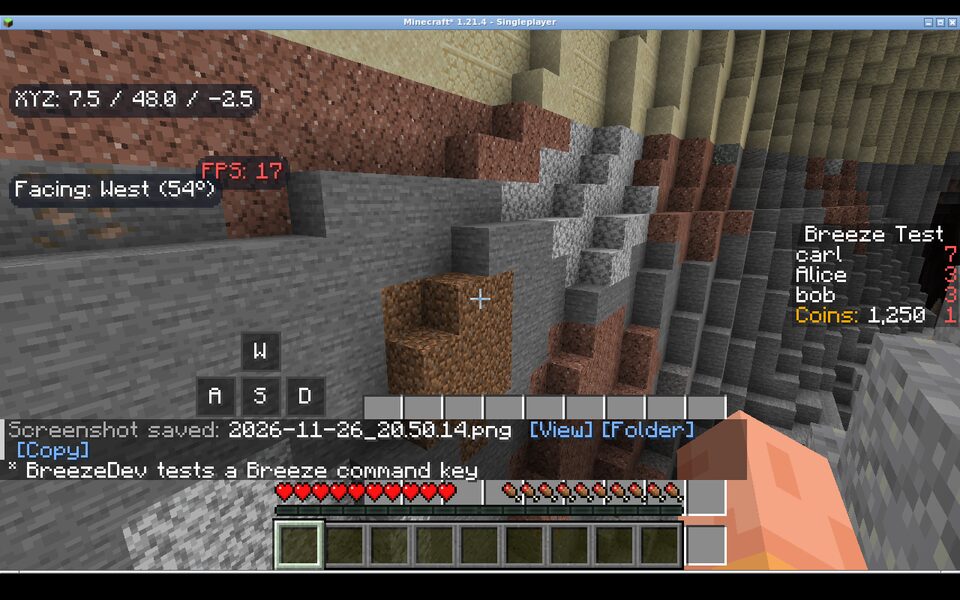 Minecraft* 1.21.4 - Singleplayer
XYZ: 7.5 / 48.0 / -2.5
FPS: 17
Facing: West (54°)
Breeze Test
carl 7
Alice 3
bob 3
Coins: 1,250 1
W
A S D
Screenshot saved: 2026-11-26_20.50.14.png [View] [Folder]
[Copy]
* BreezeDev tests a Breeze command key